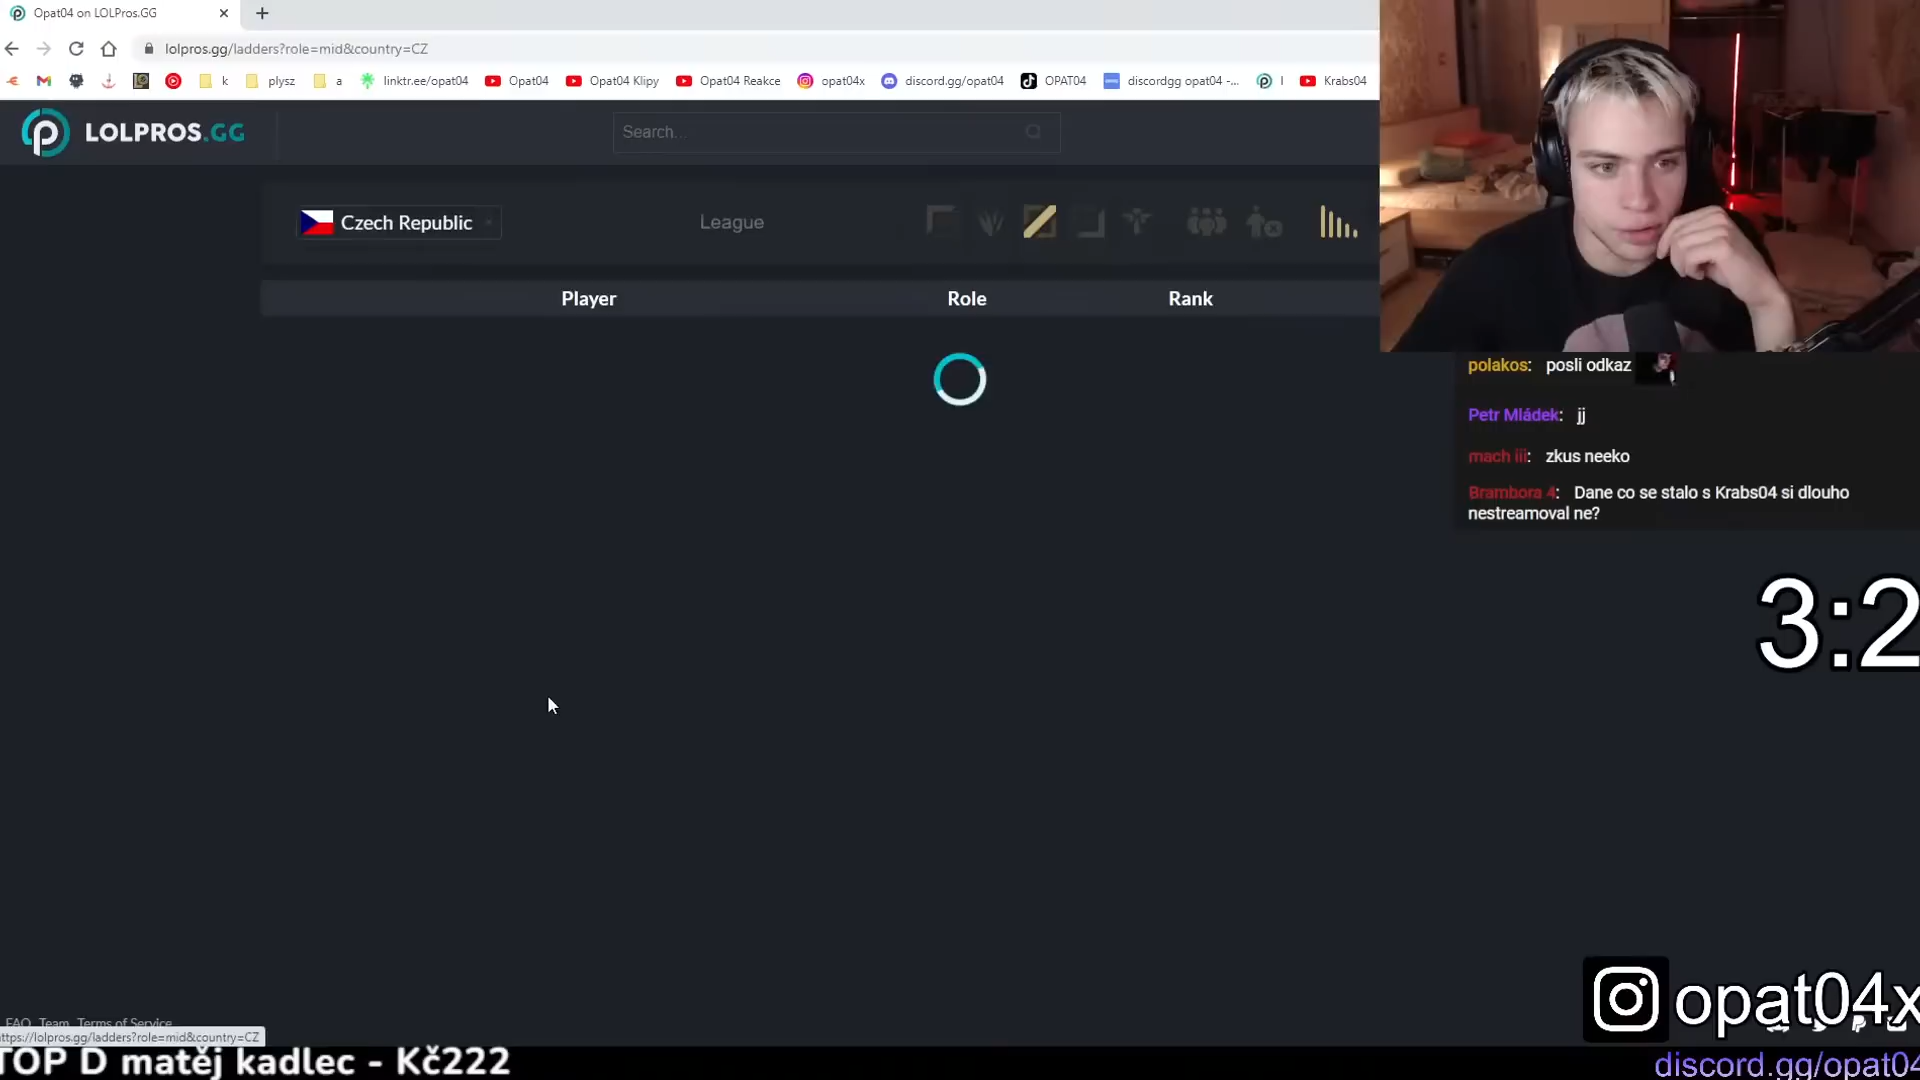 Opat04 on LOLPros.GG
lolpros.gg/ladders?role=mid&country=CZ
k plysz a linktr.ee/opat04 Opat04 Opat04 Klipy Opat04 Reakce opat04x discord.gg/opat04 OPAT04 discordgg opat04 -... l Krabs04
LOLPROS.GG
Search...
Czech Republic
League
Player Role Rank
polakos: posli odkaz
Petr Mládek: jj
mach iii: zkus neeko
Brambora 4: Dane co se stalo s Krabs04 si dlouho
nestreamoval ne?
3:2
opat04x
FAQ Team Terms of Service
ttps://lolpros.gg/ladders?role=mid&country=CZ
TOP D matěj kadlec - Kč222
discord.gg/opat04